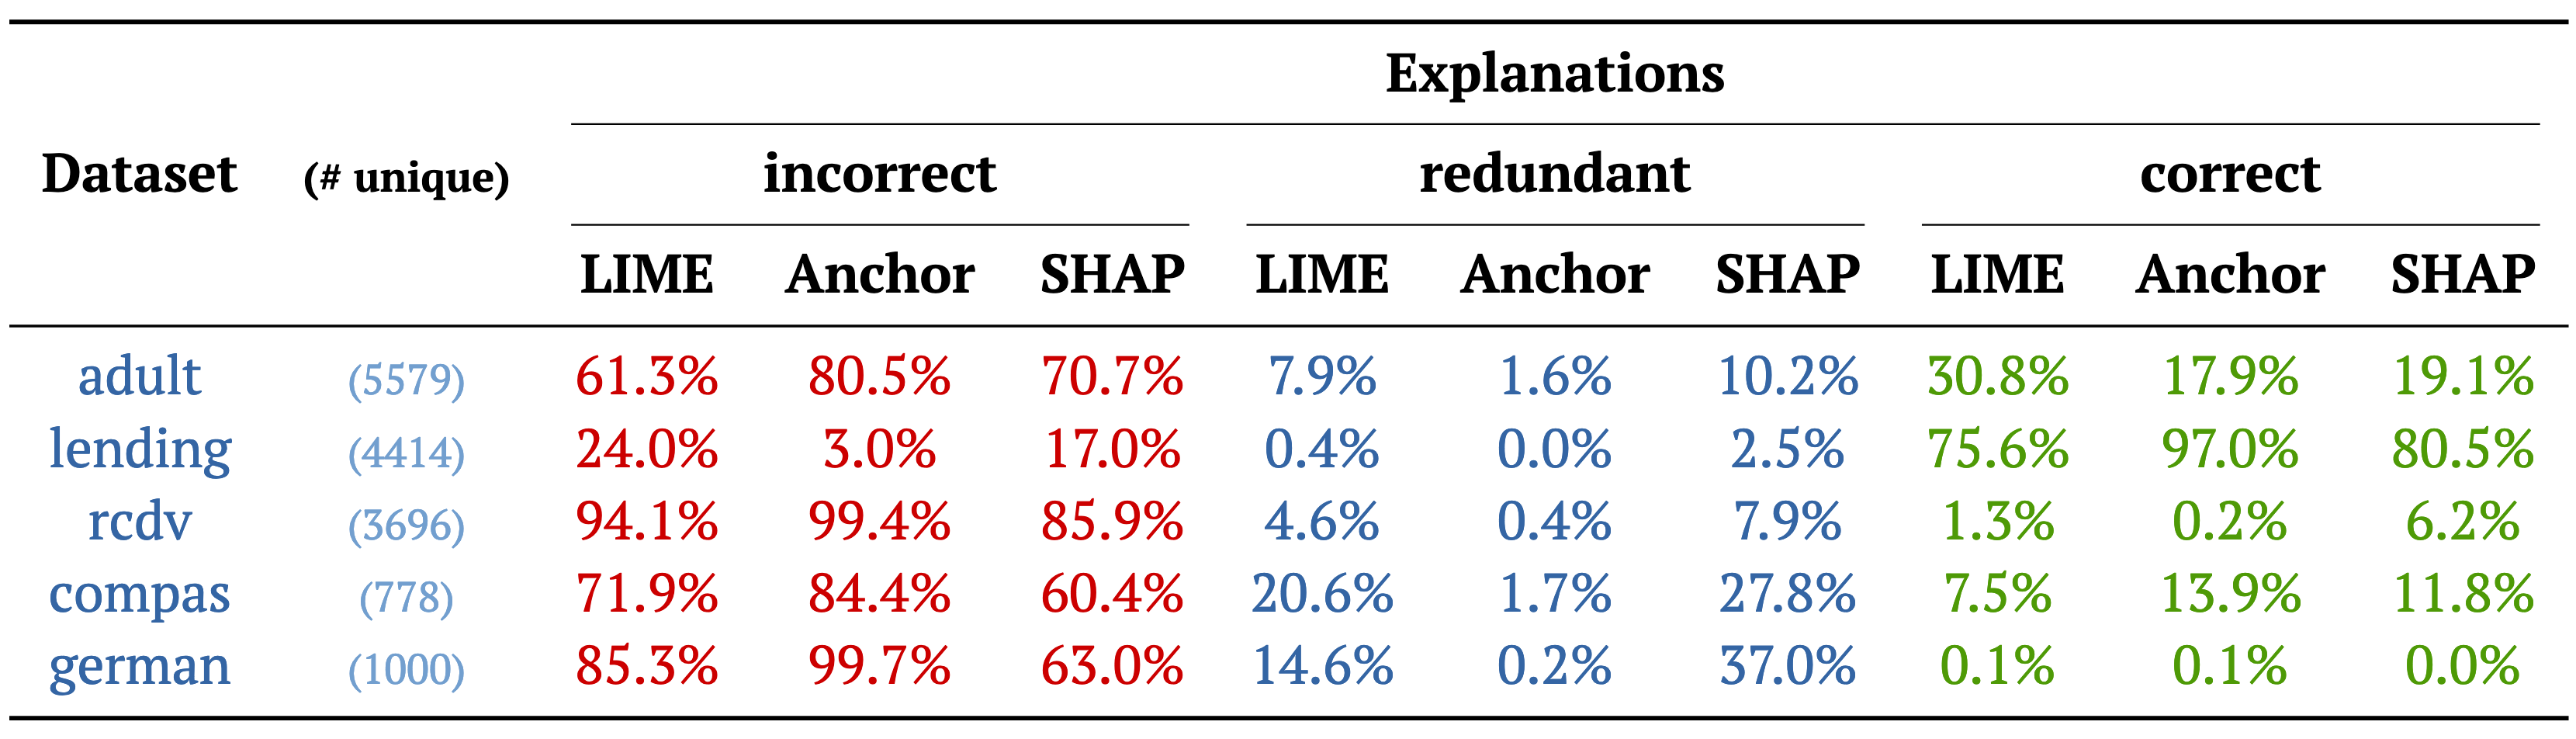 Explanations
Dataset (# unique) incorrect redundant correct
LIME Anchor SHAP LIME Anchor SHAP LIME Anchor SHAP
adult (5579) 61.3% 80.5% 70.7% 7.9% 1.6% 10.2% 30.8% 17.9% 19.1%
lending (4414) 24.0% 3.0% 17.0% 0.4% 0.0% 2.5% 75.6% 97.0% 80.5%
rcdv (3696) 94.1% 99.4% 85.9% 4.6% 0.4% 7.9% 1.3% 0.2% 6.2%
compas (778) 71.9% 84.4% 60.4% 20.6% 1.7% 27.8% 7.5% 13.9% 11.8%
german (1000) 85.3% 99.7% 63.0% 14.6% 0.2% 37.0% 0.1% 0.1% 0.0%